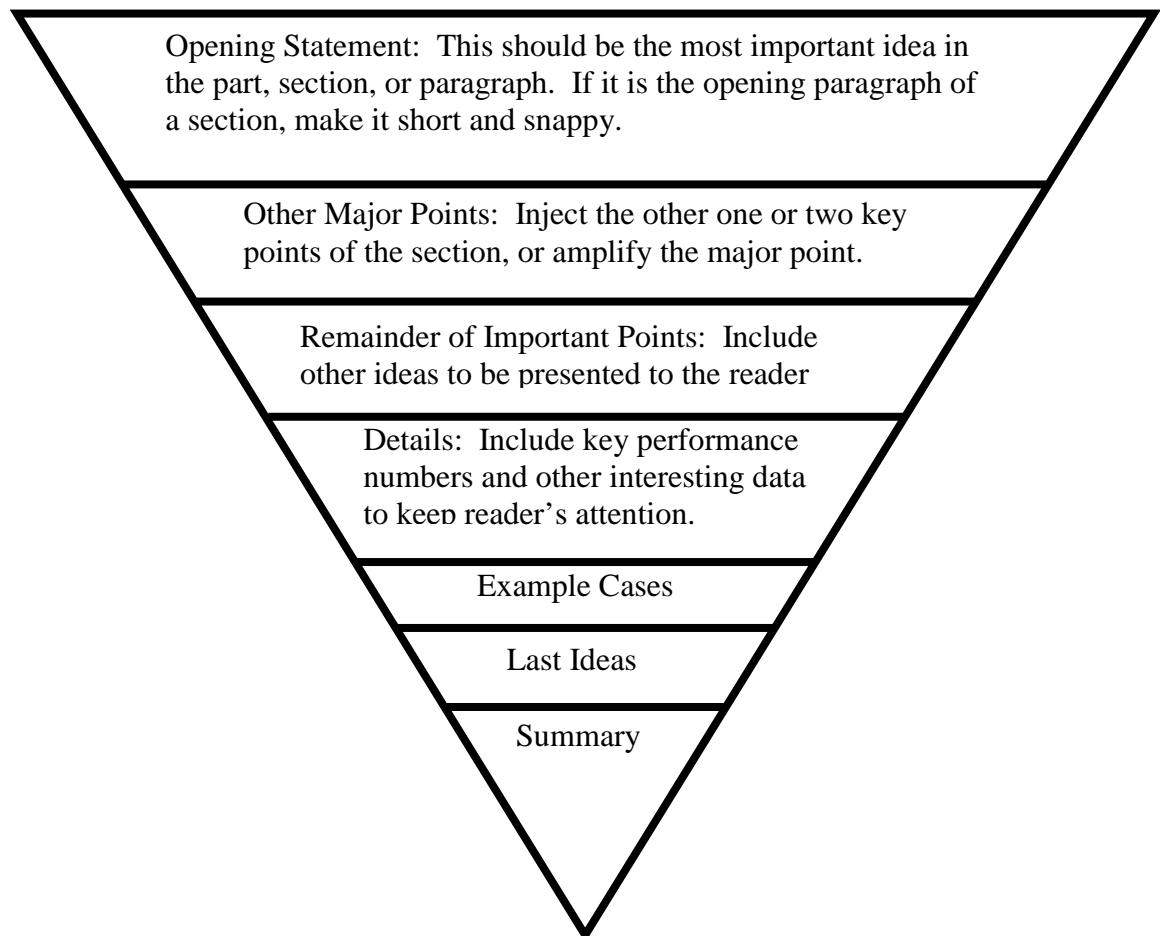 Opening Statement:  This should be the most important idea in
the part, section, or paragraph.  If it is the opening paragraph of
a section, make it short and snappy.
Other Major Points:  Inject the other one or two key
points of the section, or amplify the major point.
Remainder of Important Points:  Include
other ideas to be presented to the reader
Details:  Include key performance
numbers and other interesting data
to keep reader’s attention.
Example Cases
Last Ideas
Summary